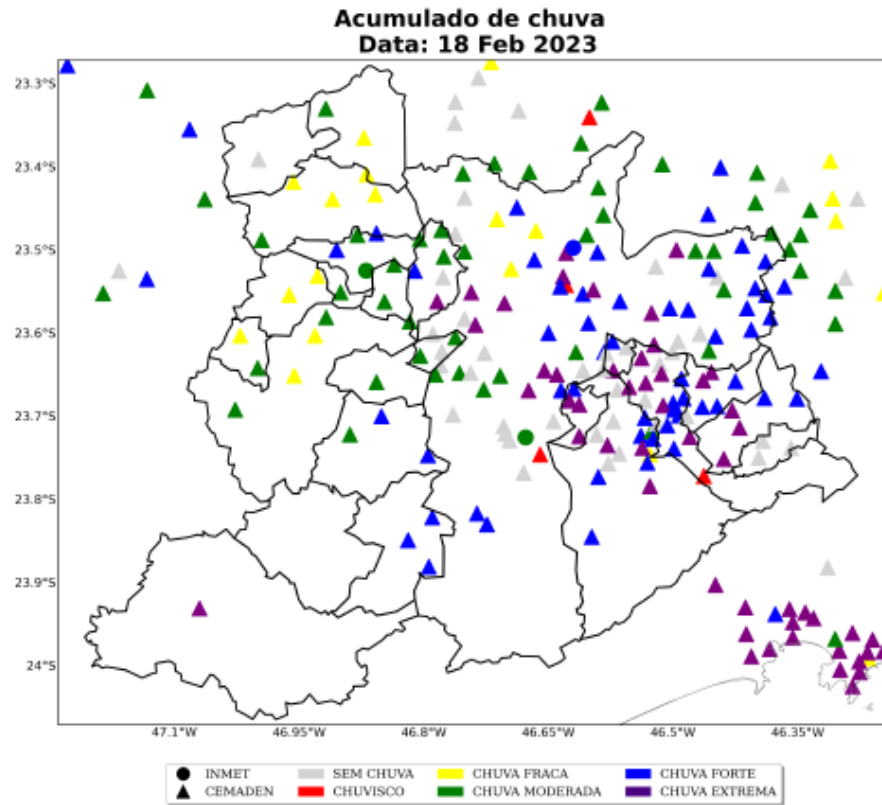 Acumulado de chuva
Data: 18 Feb 2023
23.3°S
23.4°S
23.5°S
23.6°S
23.7°S
23.8°S
23.9°S
24°S
47.1°W 46.95°W 46.8°W 46.65°W 46.5°W 46.35°W
INMET SEM CHUVA CHUVA FRACA CHUVA FORTE
CEMADEN CHUVISCO CHUVA MODERADA CHUVA EXTREMA